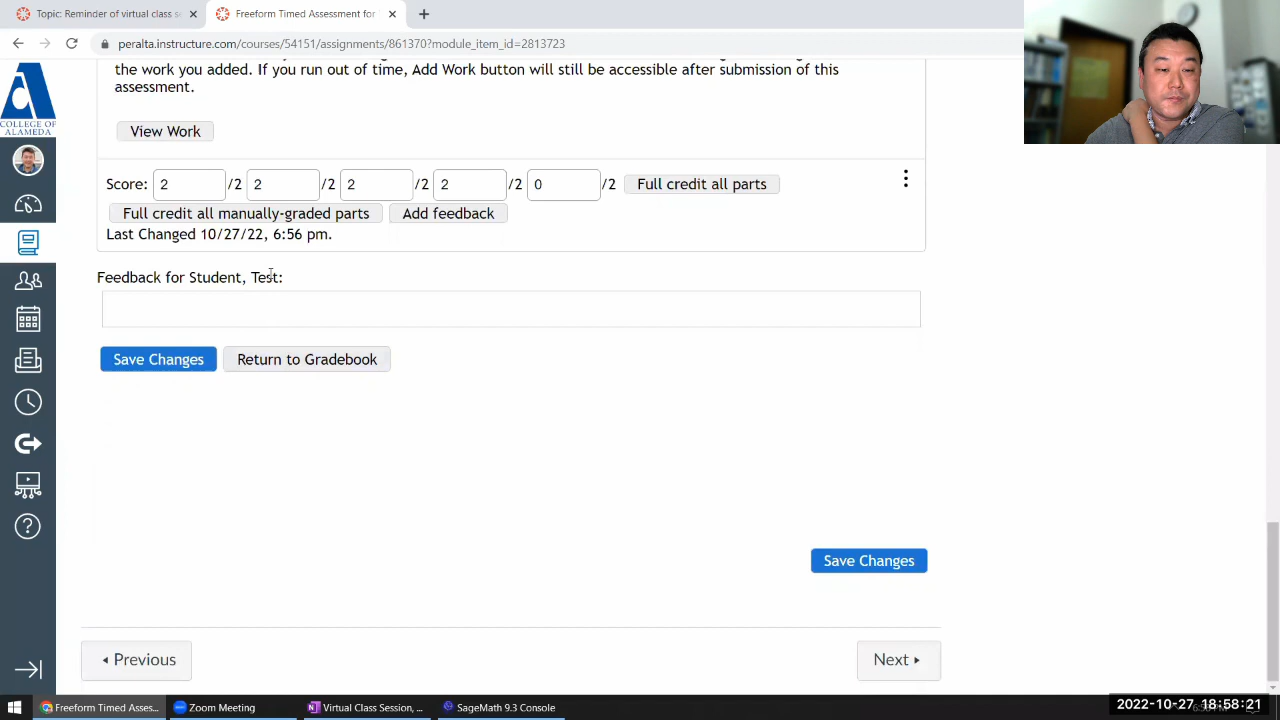 Topic: Reminder of virtual class s
Freeform Timed Assessment for
peralta.instructure.com/courses/54151/assignments/861370?module_item_id=2813723
the work you added. If you run out of time, Add Work button will still be accessible after submission of this
assessment.
COLLEGE OF
ALAMEDA
View Work
Score: 2 /2 2 /2 2 /2 2 /2 0 /2 Full credit all parts
Full credit all manually-graded parts Add feedback
Last Changed 10/27/22, 6:56 pm.
Feedback for Student, Test:
Save Changes Return to Gradebook
Save Changes
Previous Next
Freeform Timed Asses... Zoom Meeting Virtual Class Session, ... SageMath 9.3 Console
2022-10-27 18:58:21